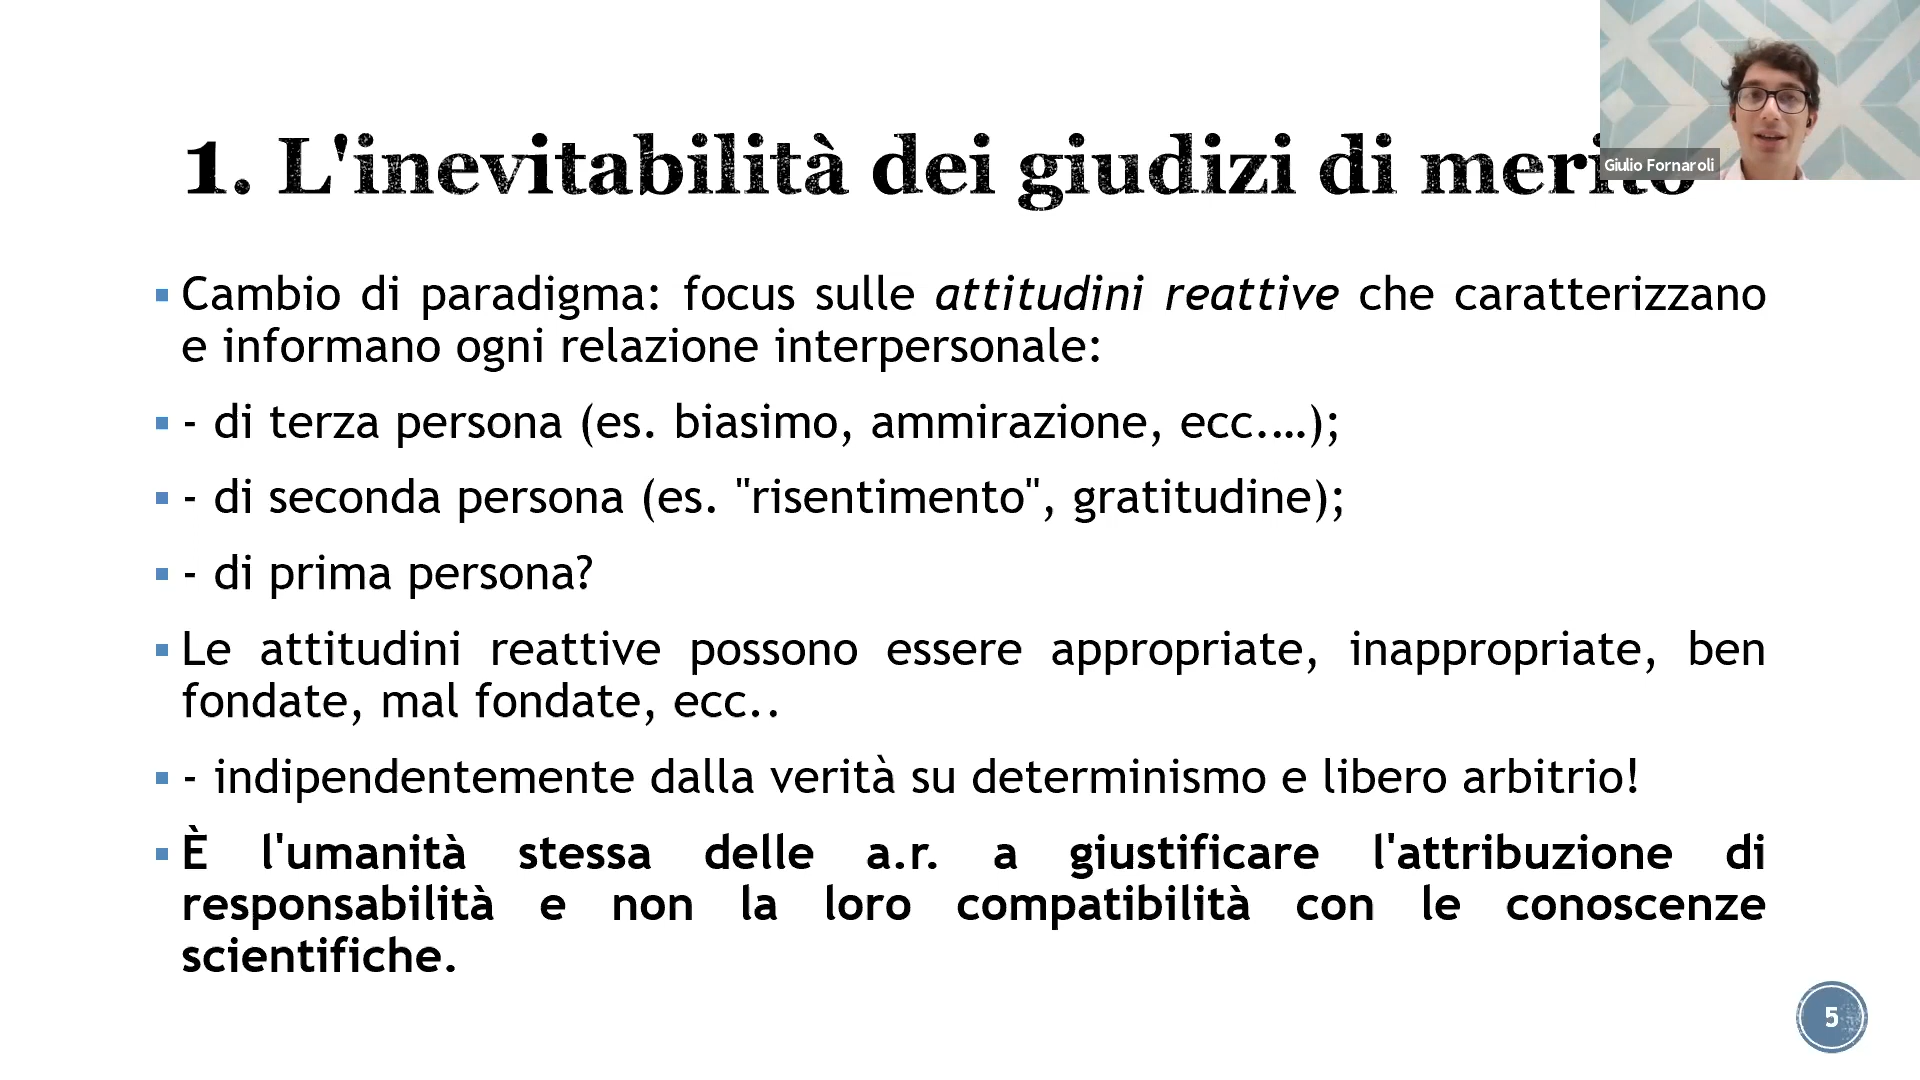 1. L'inevitabilità dei giudizi di merito
Giulio Fornaroli
▪ Cambio di paradigma: focus sulle attitudini reattive che caratterizzano
e informano ogni relazione interpersonale:
▪ - di terza persona (es. biasimo, ammirazione, ecc.…);
▪ - di seconda persona (es. "risentimento", gratitudine);
▪ - di prima persona?
▪ Le attitudini reattive possono essere appropriate, inappropriate, ben
fondate, mal fondate, ecc..
▪ - indipendentemente dalla verità su determinismo e libero arbitrio!
▪ È l'umanità stessa delle a.r. a giustificare l'attribuzione di
responsabilità e non la loro compatibilità con le conoscenze
scientifiche.
5